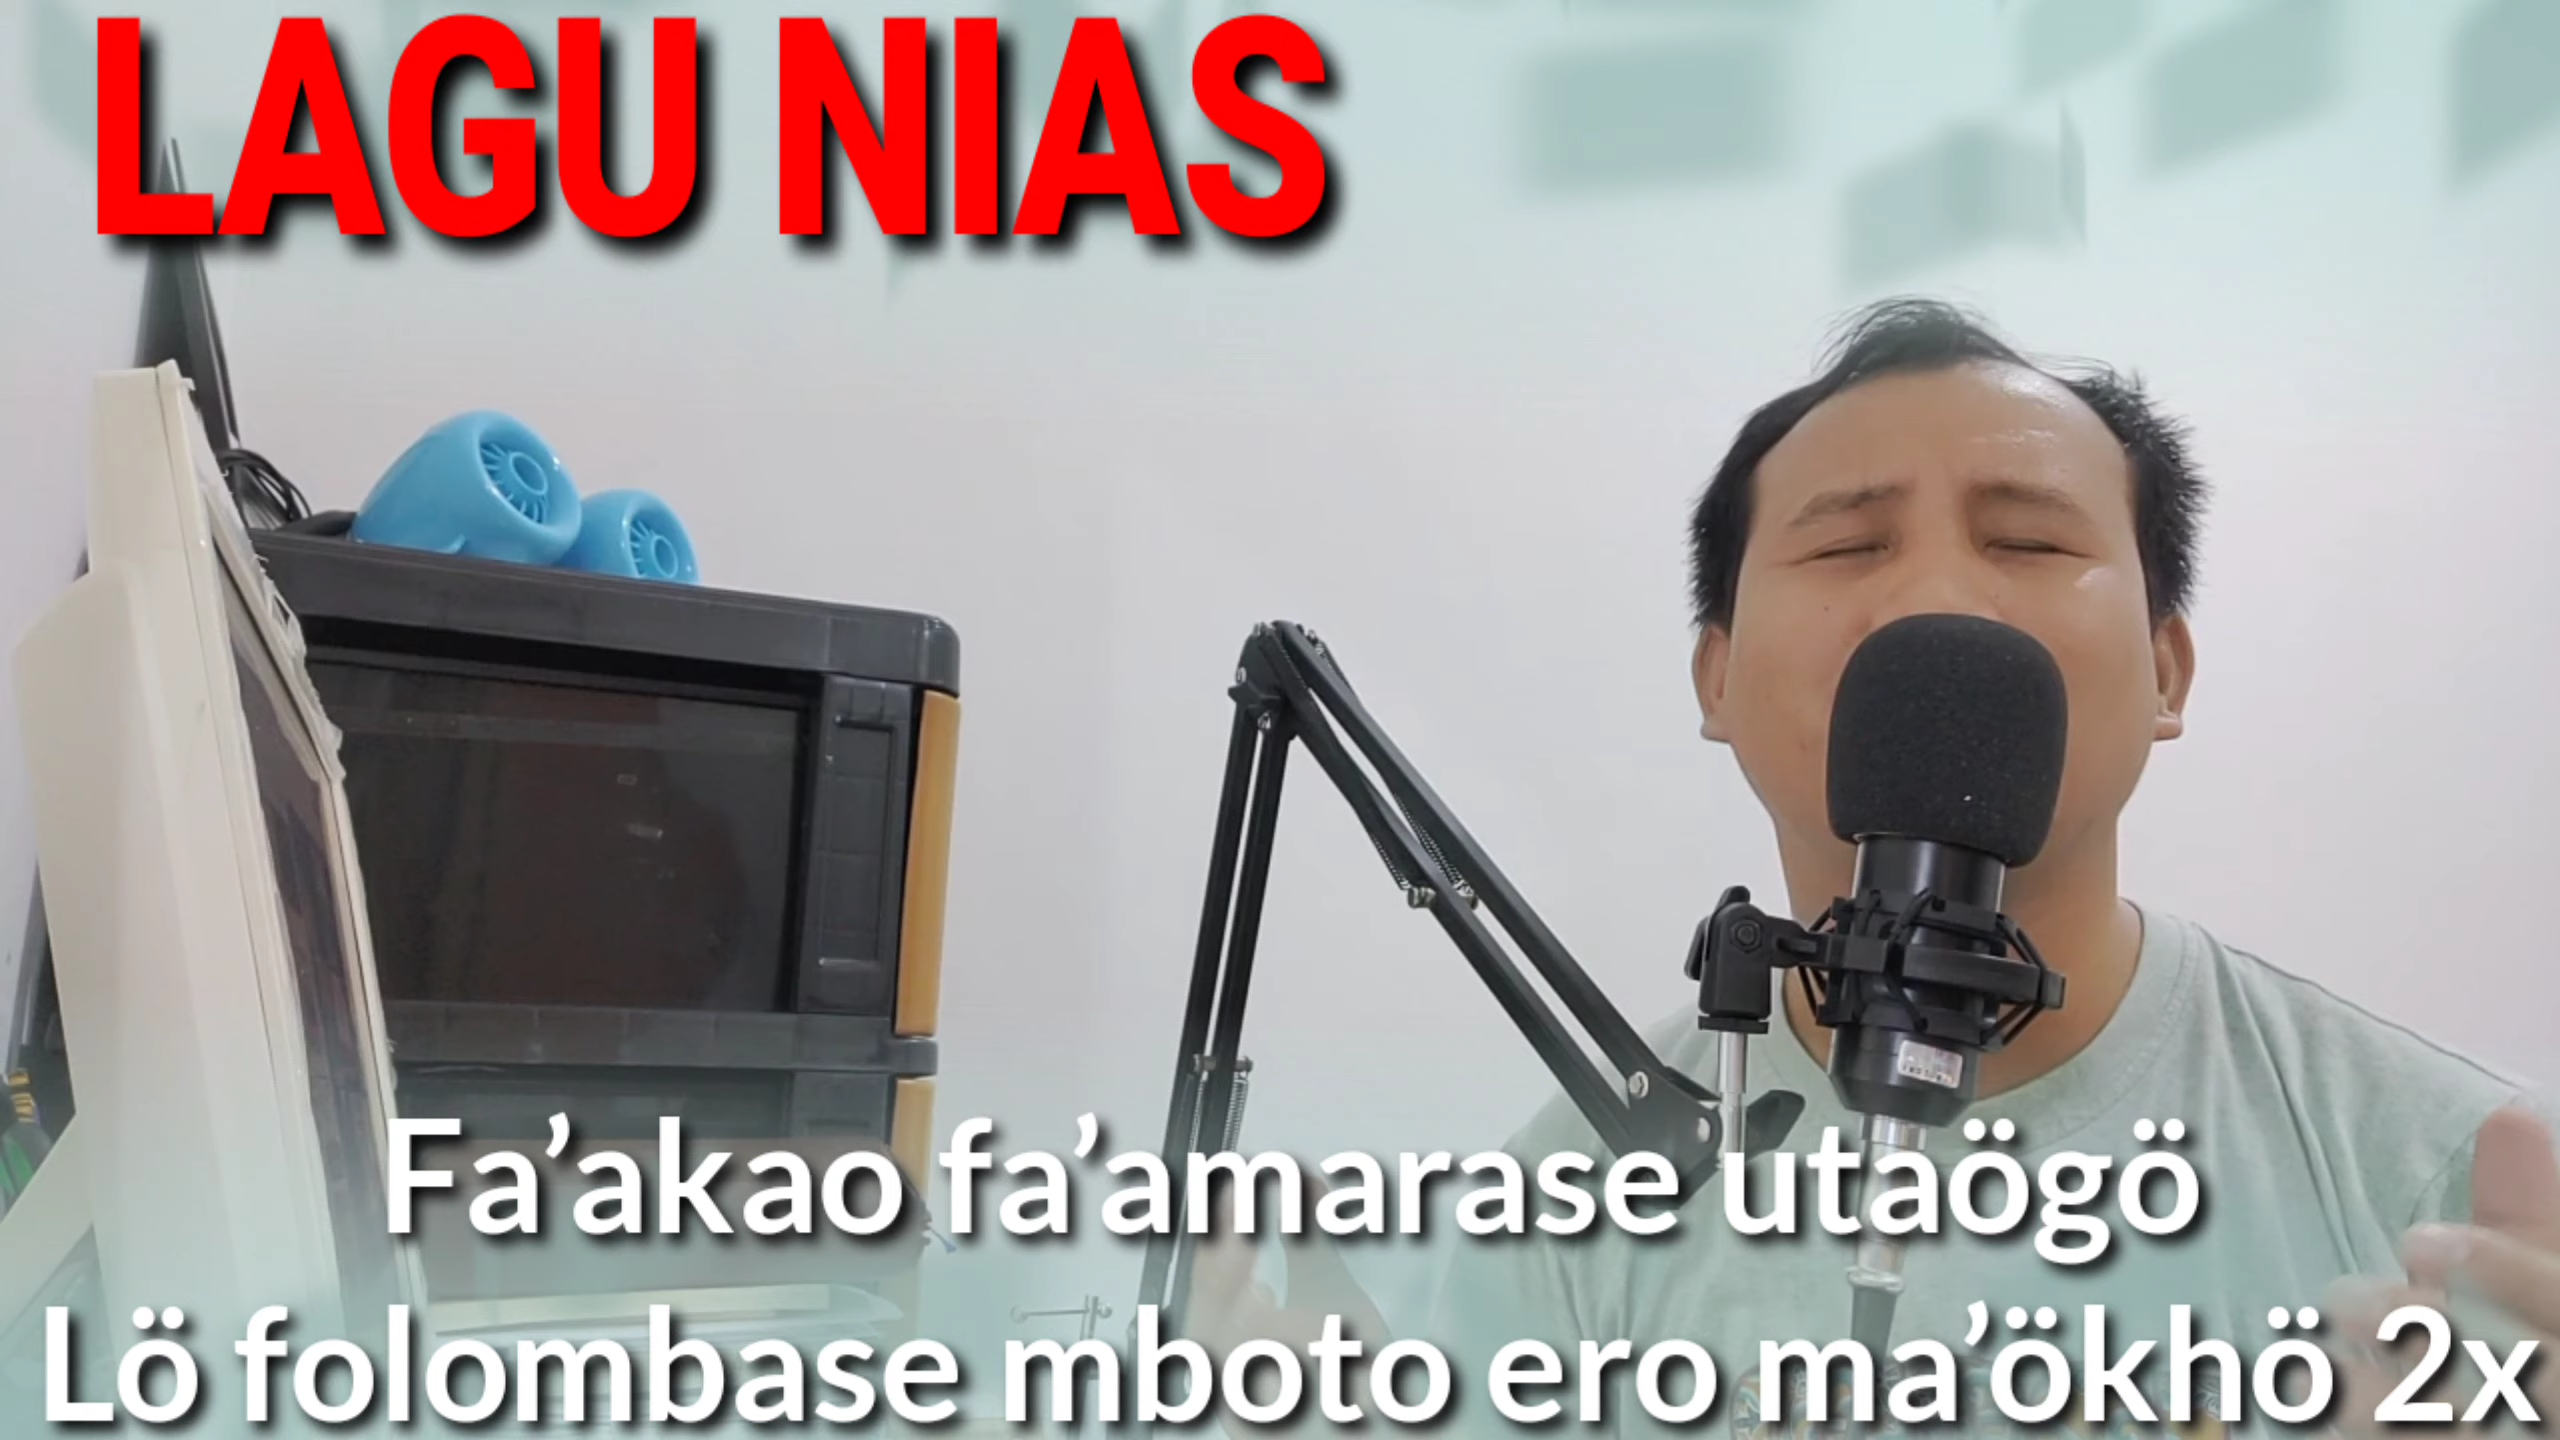 LAGU NIAS
Fa’akao fa’amarase utaögö
Lö folombase mboto ero ma’ökhö 2x